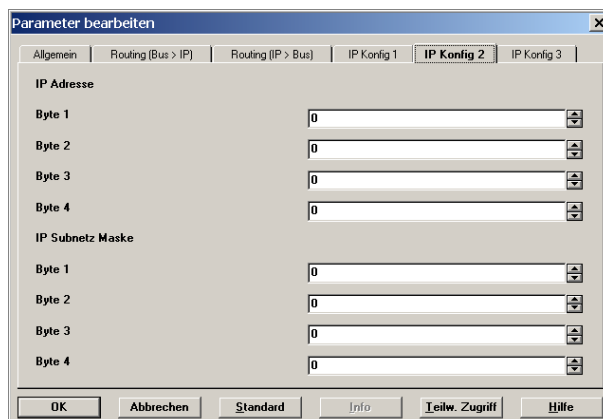 Parameter bearbeiten
Allgemein Routing (Bus > IP) Routing (IP > Bus) IP Konfig 1 IP Konfig 2 IP Konfig 3
IP Adresse
Byte 1 0
Byte 2 0
Byte 3 0
Byte 4 0
IP Subnetz Maske
Byte 1 0
Byte 2 0
Byte 3 0
Byte 4 0
OK Abbrechen Standard Info Teilw. Zugriff Hilfe